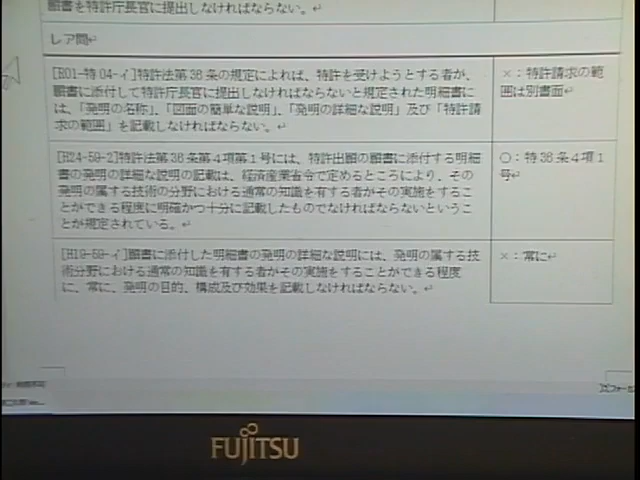 願書を特許庁長官に提出しなければならない。↵
レア問↵
[R01-特04-イ]特許法第36条の規定によれば、特許を受けようとする者が、
願書に添付して特許庁長官に提出しなければならないと規定された明細書に
は、「発明の名称」、「図面の簡単な説明」、「発明の詳細な説明」及び「特許請
求の範囲」を記載しなければならない。↵
×：特許請求の範
囲は別書面↵
[H24-59-2]特許法第36条第４項第１号には、特許出願の願書に添付する明細
書の発明の詳細な説明の記載は、経済産業省令で定めるところにより、その
発明の属する技術の分野における通常の知識を有する者がその実施をするこ
とができる程度に明確かつ十分に記載したものでなければならないというこ
とが規定されている。↵
○：特36条４項１
号↵
[H19-59-イ]願書に添付した明細書の発明の詳細な説明には、発明の属する技
術分野における通常の知識を有する者がその実施をすることができる程度
に、常に、発明の目的、構成及び効果を記載しなければならない。↵
×：常に↵
FUJITSU